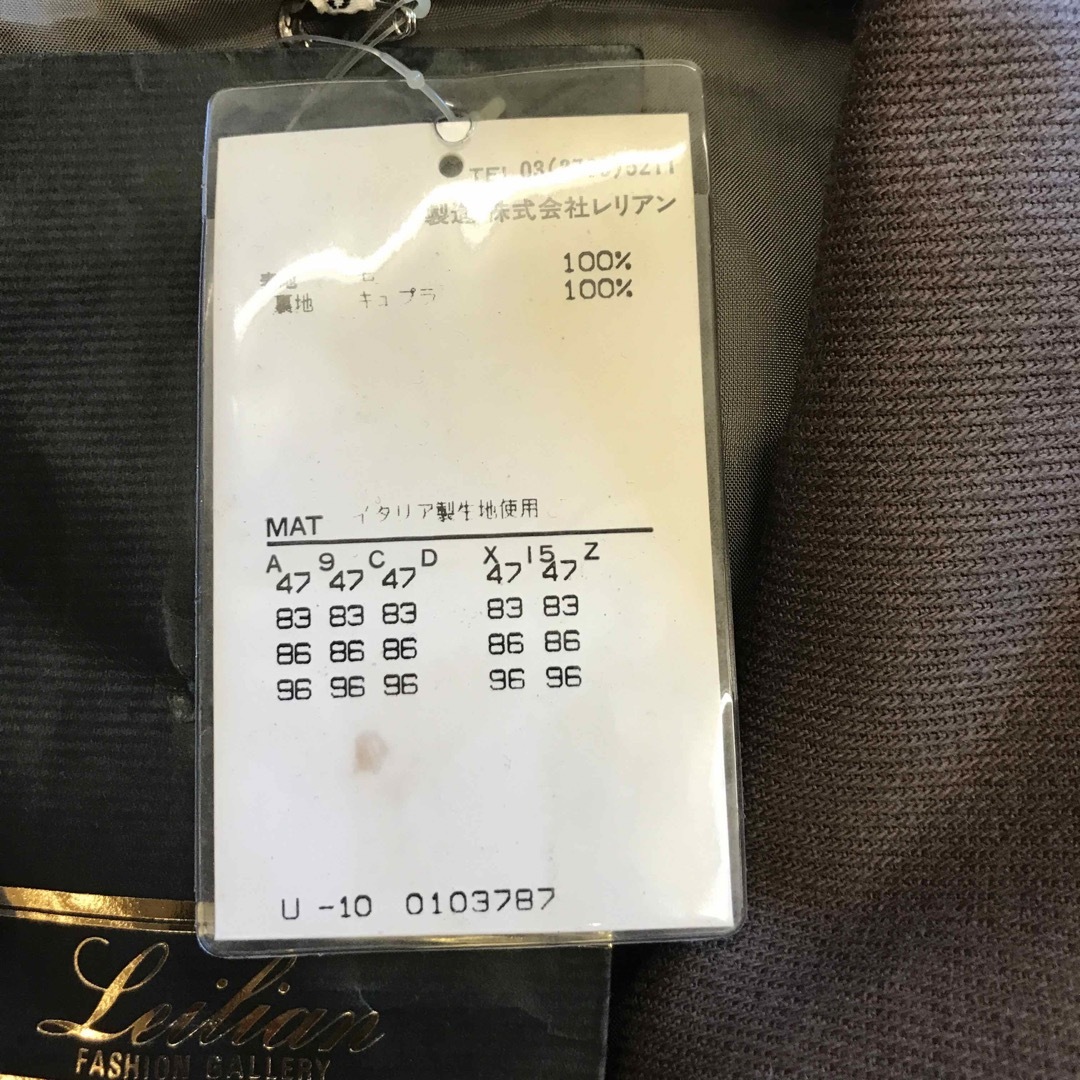 製造 株式会社レリアン
100%
裏地 キュプラ 100%
MAT イタリア製生地使用
A 9 C D X 15 Z
47 47 47 47 47
83 83 83 83 83
86 86 86 86 86
96 96 96 96 96
U -10 0103787
Leilian
FASHION GALLERY